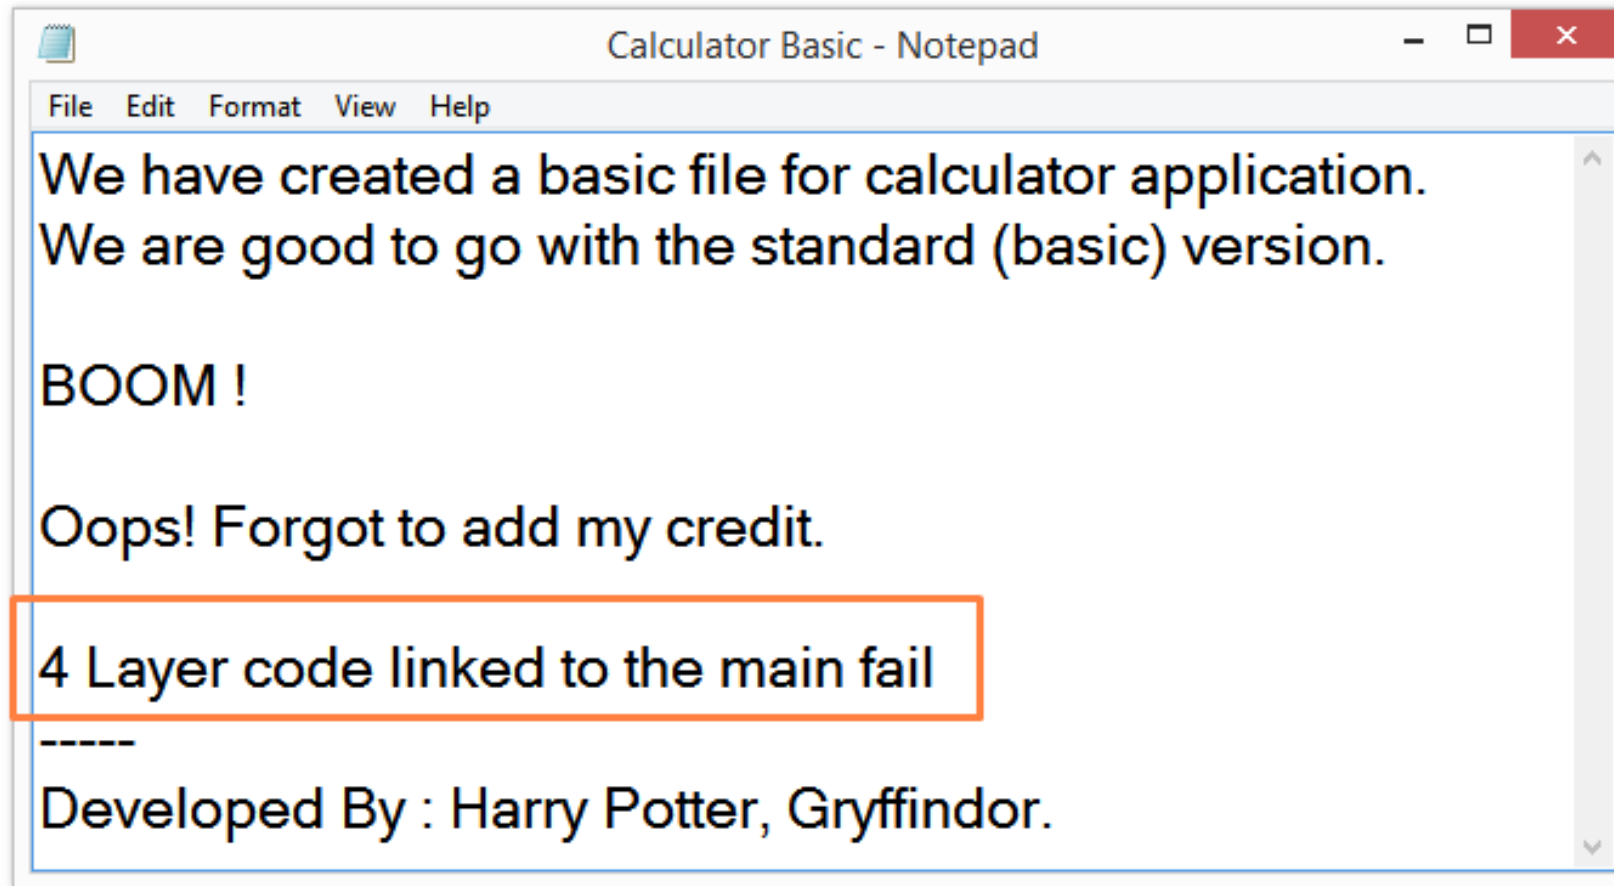 Calculator Basic - Notepad
File Edit Format View Help
We have created a basic file for calculator application.
We are good to go with the standard (basic) version.
BOOM !
Oops! Forgot to add my credit.
4 Layer code linked to the main fail
-----
Developed By : Harry Potter, Gryffindor.